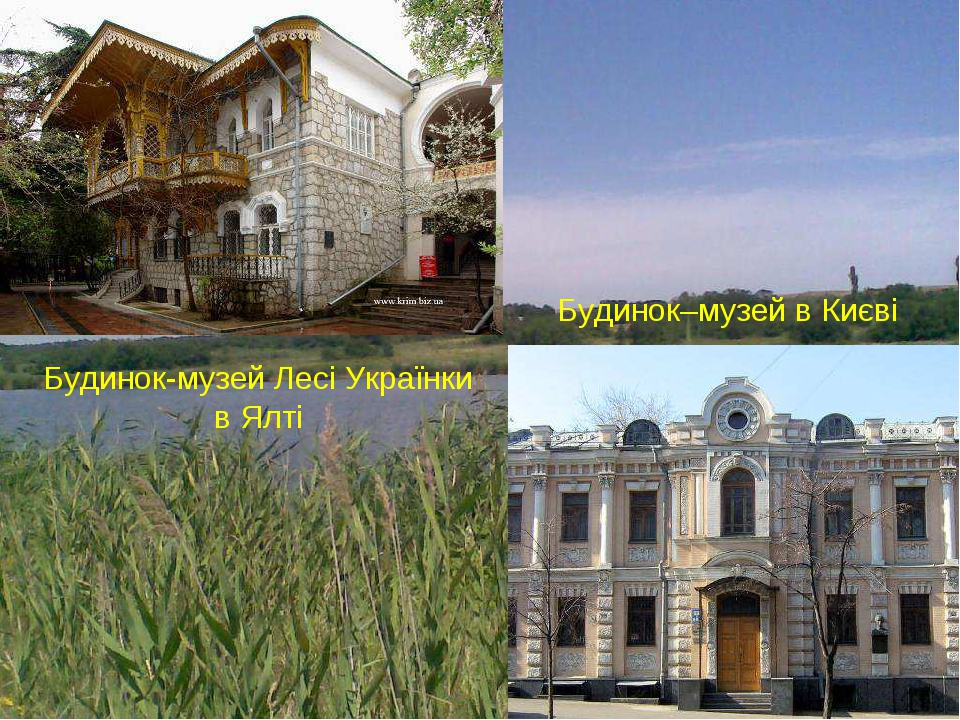 www.krim.biz.ua
Будинок–музей в Києві
Будинок-музей Лесі Українки
в Ялті